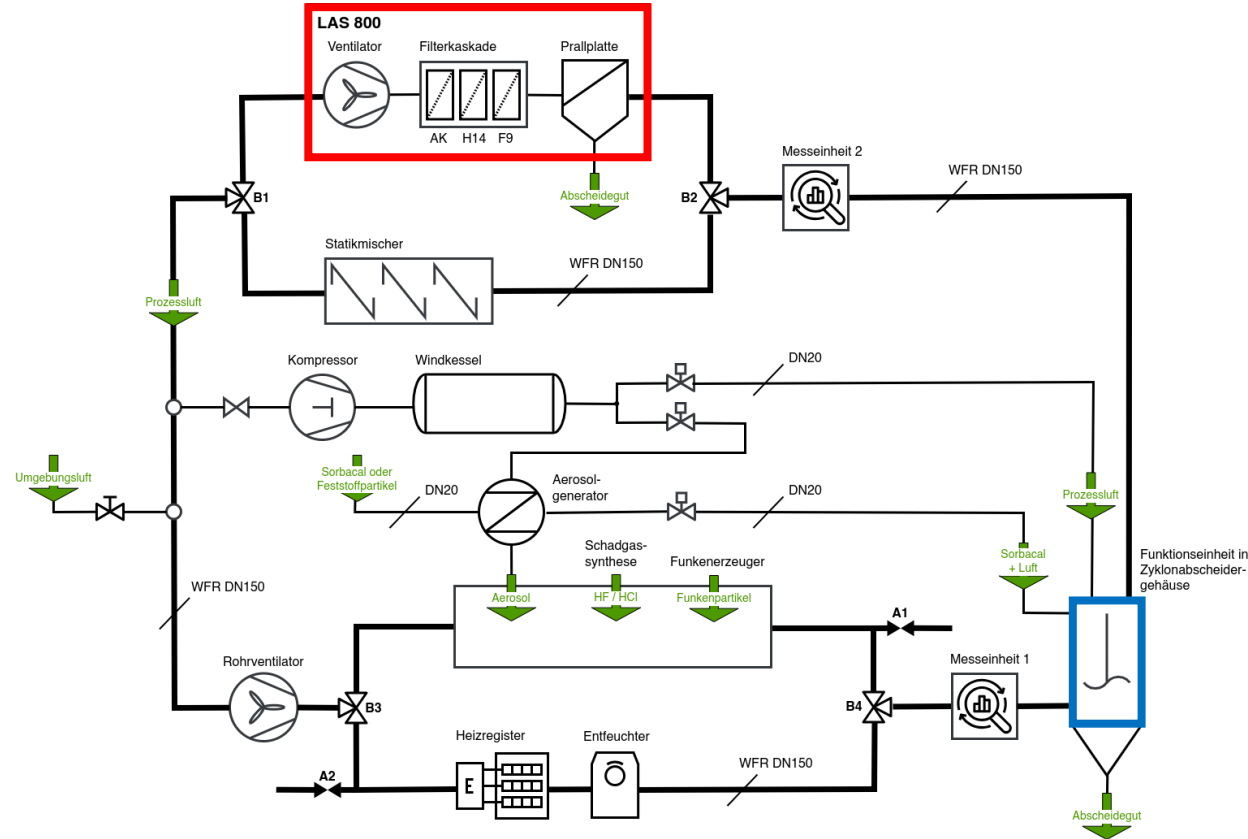 LAS 800
Ventilator
Filterkaskade
Prallplatte
AK
H14
F9
Messeinheit 2
WFR DN150
Abscheidegut
B1
B2
Statikmischer
WFR DN150
Prozessluft
Kompressor
Windkessel
DN20
Umgebungsluft
Sorbacal oder
Feststoffpartikel
DN20
Aerosol-
generator
DN20
Prozessluft
Schadgas-
synthese
Funkenerzeuger
Sorbacal
+ Luft
Funktionseinheit in
Zyklonabscheider-
gehäuse
WFR DN150
Aerosol
HF / HCl
Funkenpartikel
A1
Rohrventilator
Messeinheit 1
B3
B4
Heizregister
Entfeuchter
WFR DN150
A2
E
Abscheidegut